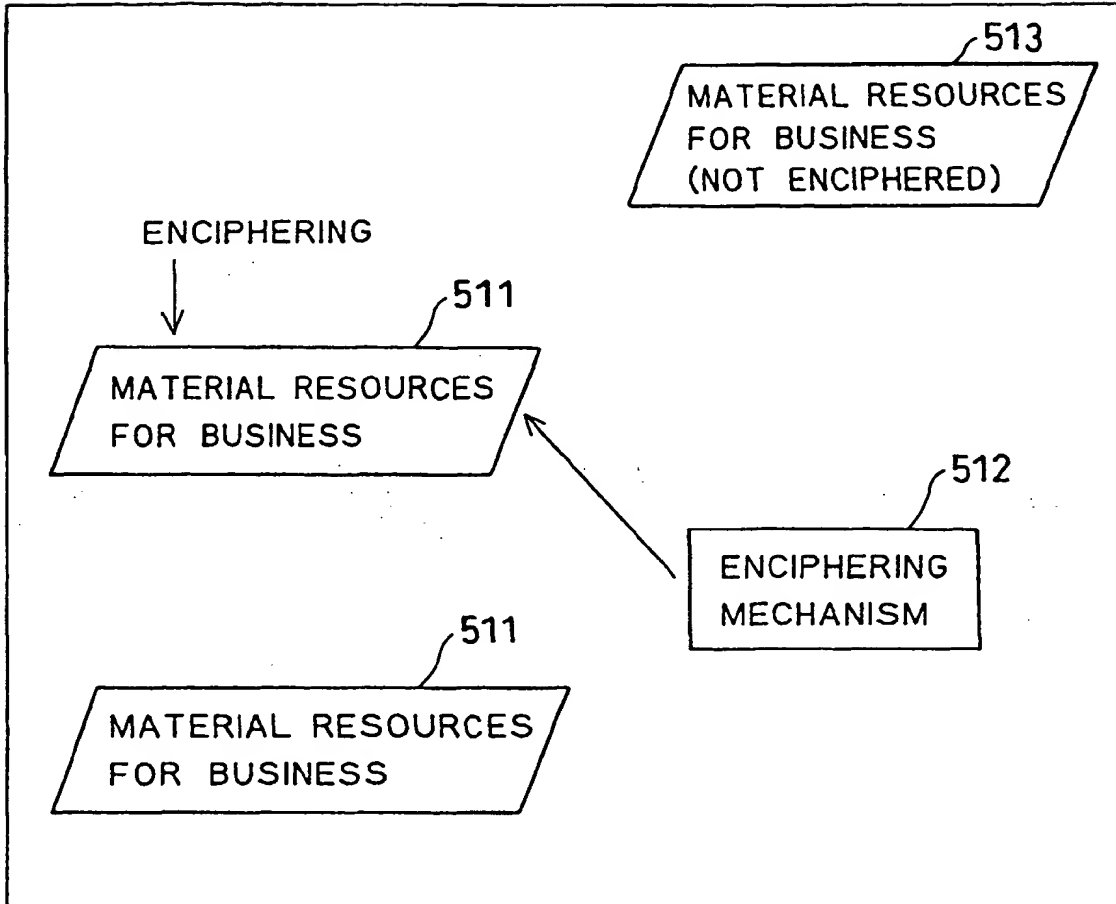 513
MATERIAL RESOURCES
FOR BUSINESS
(NOT ENCIPHERED)
ENCIPHERING
511
MATERIAL RESOURCES
FOR BUSINESS
512
ENCIPHERING
MECHANISM
511
MATERIAL RESOURCES
FOR BUSINESS